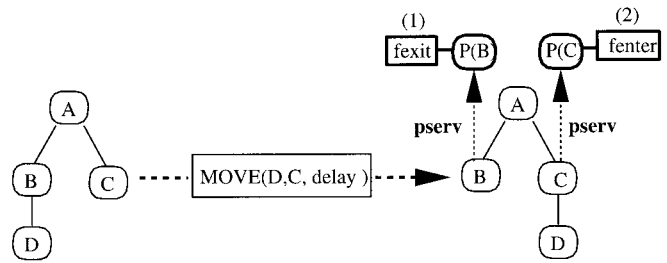 (1) (2)
fexit P(B P(C fenter
A A
pserv pserv
B C MOVE(D,C, delay ) B C
D D